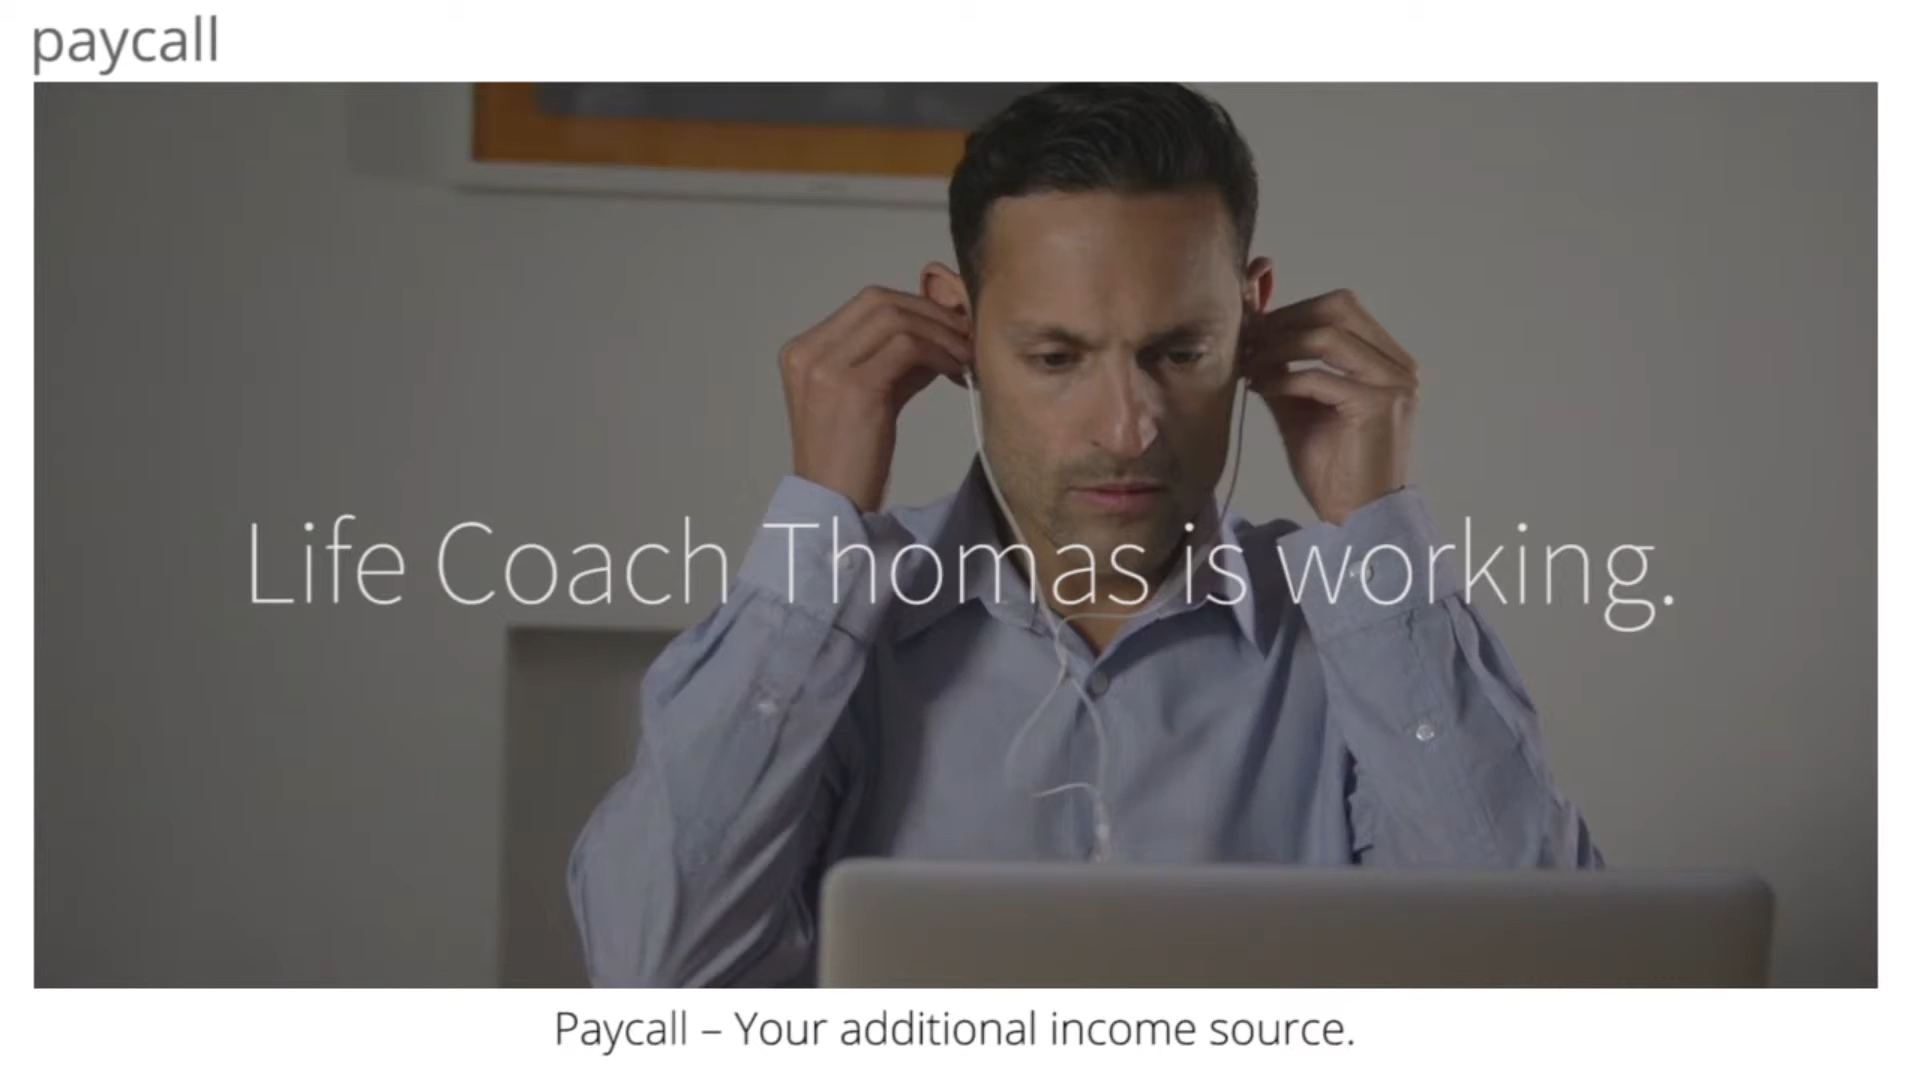 paycall
Life Coach Thomas is working.
Paycall – Your additional income source.